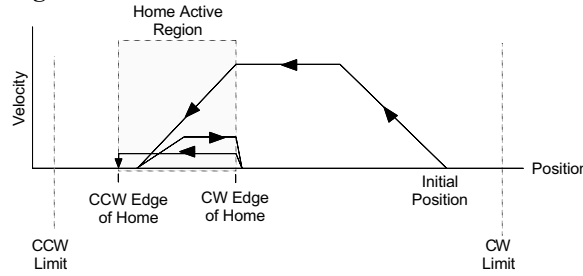 Home Active
Region
Velocity
Position
CCW Edge
of Home
CW Edge
of Home
Initial
Position
CCW
Limit
CW
Limit